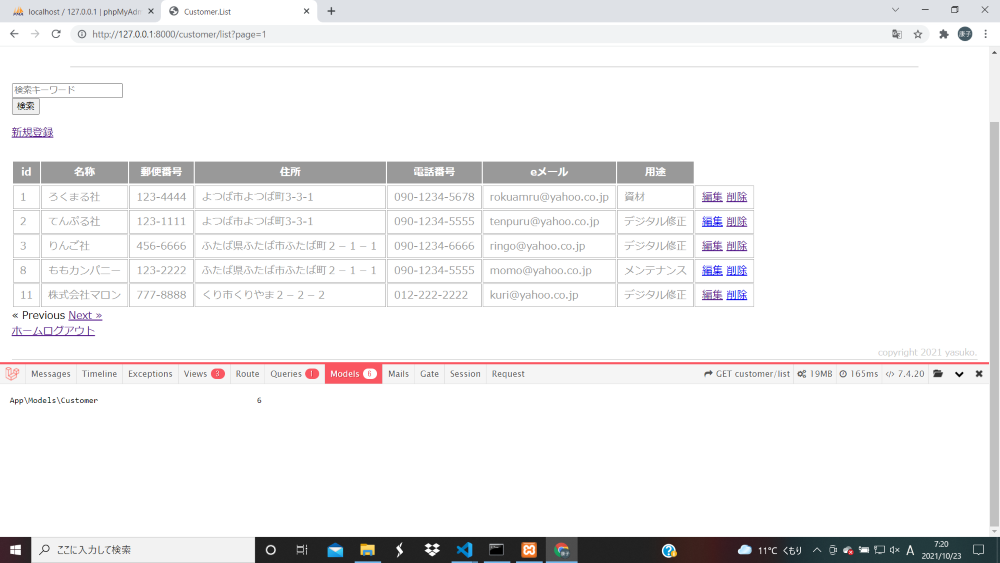 localhost / 127.0.0.1 | phpMyAdm
Customer.List
http://127.0.0.1:8000/customer/list?page=1
康子
検索キーワード
検索
新規登録
id 名称 郵便番号 住所 電話番号 eメール 用途
1 ろくまる社 123-4444 よつば市よつば町3-3-1 090-1234-5678 rokuamru@yahoo.co.jp 資材 編集 削除
2 てんぷる社 123-1111 よつば市よつば町3-3-1 090-1234-5555 tenpuru@yahoo.co.jp デジタル修正 編集 削除
3 りんご社 456-6666 ふたば県ふたば市ふたば町２－１－１ 090-1234-6666 ringo@yahoo.co.jp デジタル修正 編集 削除
8 ももカンパニー 123-2222 ふたば県ふたば市ふたば町２－１－１ 090-1234-5555 momo@yahoo.co.jp メンテナンス 編集 削除
11 株式会社マロン 777-8888 くり市くりやま２－２－２ 012-222-2222 kuri@yahoo.co.jp デジタル修正 編集 削除
« Previous Next »
ホームログアウト
copyright 2021 yasuko.
Messages Timeline Exceptions Views 3 Route Queries 1 Models 6 Mails Gate Session Request GET customer/list 19MB 165ms 7.4.20
App\Models\Customer 6
ここに入力して検索
11°C くもり
A
7:20
2021/10/23